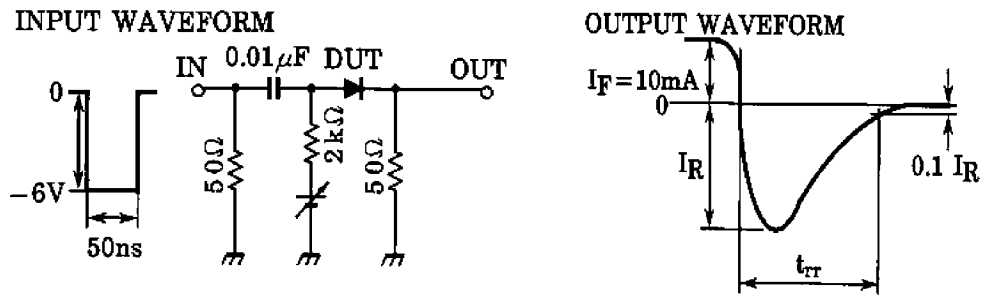 INPUT WAVEFORM
0
−6V
50ns
IN
0.01μF
DUT
OUT
50Ω
2kΩ
50Ω
OUTPUT WAVEFORM
IF=10mA
0
IR
0.1 IR
trr